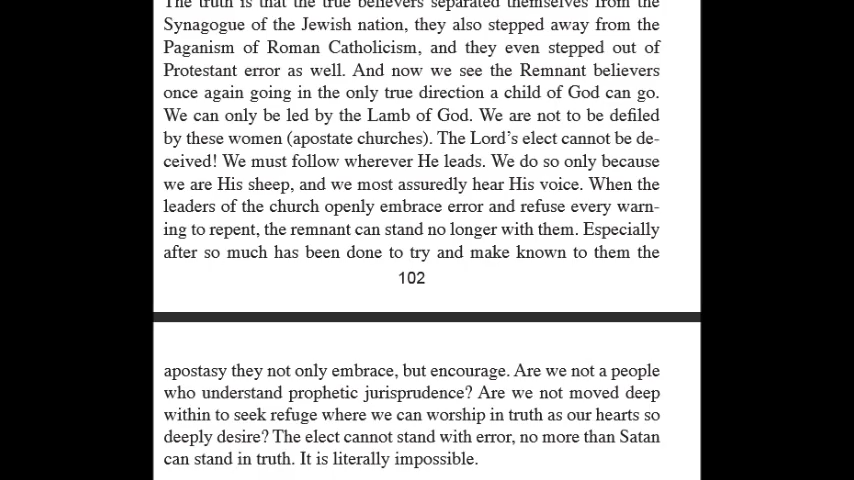 The truth is that the true believers separated themselves from the
Synagogue of the Jewish nation, they also stepped away from the
Paganism of Roman Catholicism, and they even stepped out of
Protestant error as well. And now we see the Remnant believers
once again going in the only true direction a child of God can go.
We can only be led by the Lamb of God. We are not to be defiled
by these women (apostate churches). The Lord’s elect cannot be de-
ceived! We must follow wherever He leads. We do so only because
we are His sheep, and we most assuredly hear His voice. When the
leaders of the church openly embrace error and refuse every warn-
ing to repent, the remnant can stand no longer with them. Especially
after so much has been done to try and make known to them the
102
apostasy they not only embrace, but encourage. Are we not a people
who understand prophetic jurisprudence? Are we not moved deep
within to seek refuge where we can worship in truth as our hearts so
deeply desire? The elect cannot stand with error, no more than Satan
can stand in truth. It is literally impossible.